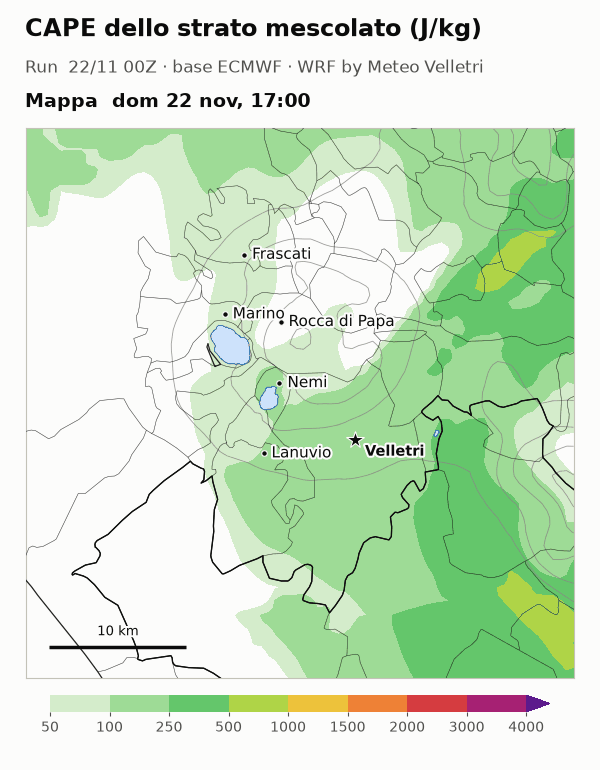 CAPE dello strato mescolato (J/kg)
Run  22/11 00Z · base ECMWF · WRF by Meteo Velletri
Mappa  dom 22 nov, 17:00
Frascati
Marino
Rocca di Papa
Nemi
Velletri
Lanuvio
10 km
50 100 250 500 1000 1500 2000 3000 4000